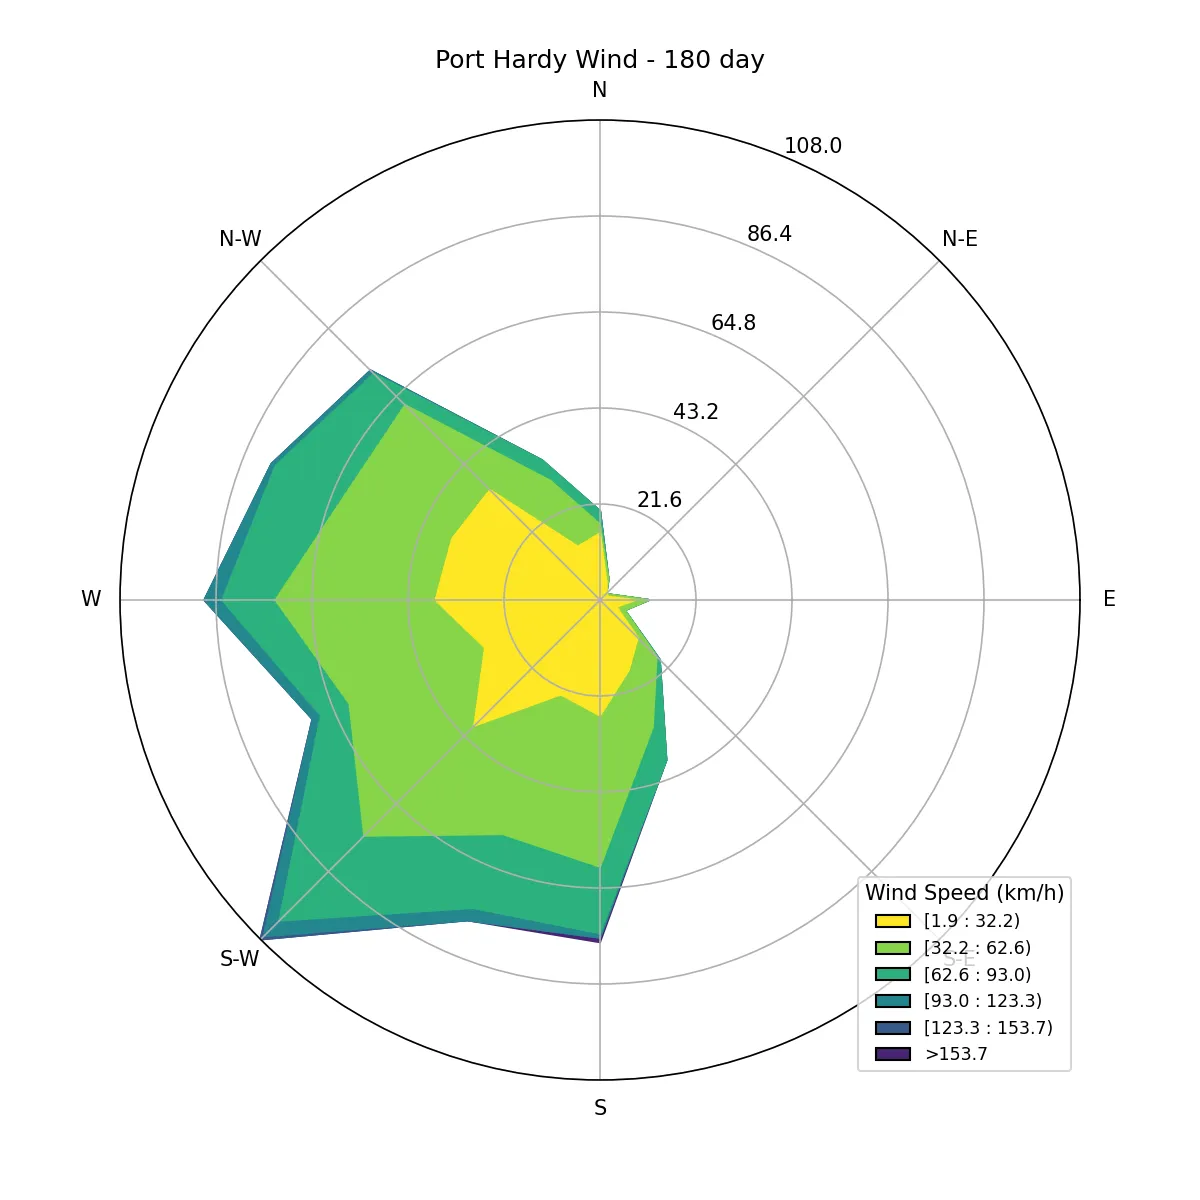 Port Hardy Wind - 180 day
N
108.0
86.4
N-W
N-E
64.8
43.2
21.6
W
E
Wind Speed (km/h)
[1.9 : 32.2)
[32.2 : 62.6)
S-W
S-E
[62.6 : 93.0)
[93.0 : 123.3)
[123.3 : 153.7)
>153.7
S